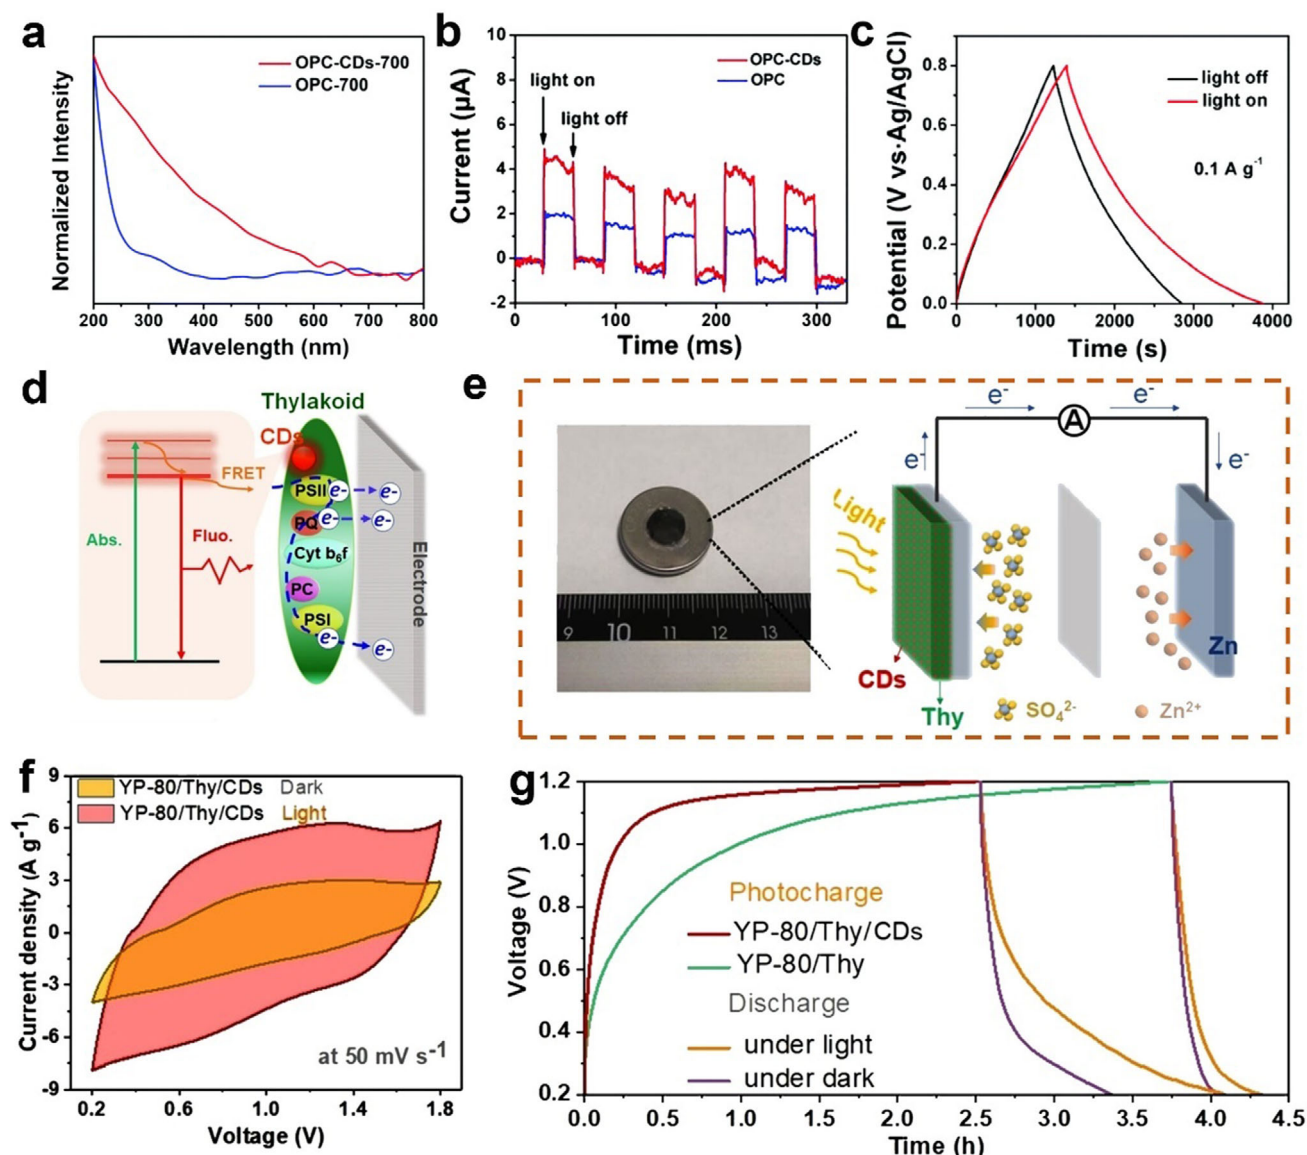 a
OPC-CDs-700
OPC-700
Normalized Intensity
200 300 400 500 600 700 800
Wavelength (nm)
b
10
8
6
4
2
0
-2
OPC-CDs
OPC
light on
light off
Current (µA)
0 100 200 300
Time (ms)
c
0.8
0.6
0.4
0.2
0.0
light off
light on
0.1 A g-1
Potential (V vs·Ag/AgCl)
0 1000 2000 3000 4000
Time (s)
d
Thylakoid
CDs
FRET
PSII
e-
e-
PQ
e-
e-
Abs.
Fluo.
Cyt b6f
PC
PSI
e-
e-
Electrode
e
9 10 11 12 13
e-
e-
A
e-
e-
Light
Zn
CDs
Thy
SO42-
Zn2+
f
YP-80/Thy/CDs Dark
YP-80/Thy/CDs Light
9
6
3
0
-3
-6
-9
Current density (A g-1)
at 50 mV s-1
0.2 0.6 1.0 1.4 1.8
Voltage (V)
g
1.2
1.0
0.8
0.6
0.4
0.2
Voltage (V)
Photocharge
YP-80/Thy/CDs
YP-80/Thy
Discharge
under light
under dark
0.0 0.5 1.0 1.5 2.0 2.5 3.0 3.5 4.0 4.5
Time (h)